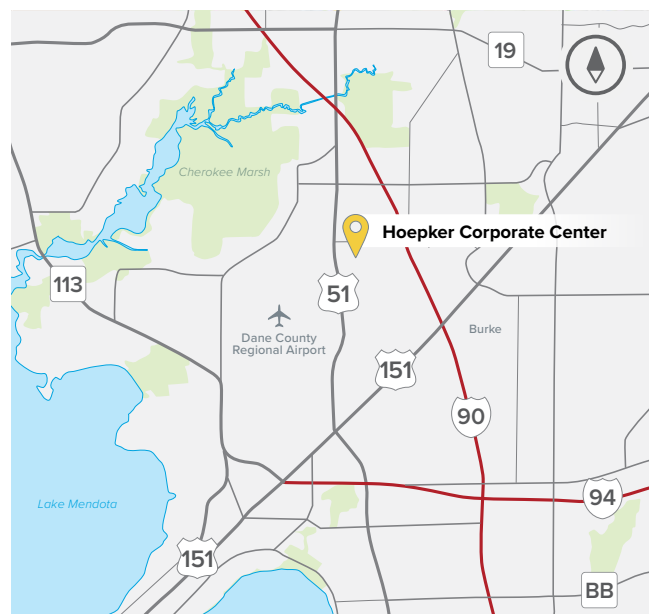 19
Cherokee Marsh
Hoepker Corporate Center
113
51
Dane County
Regional Airport
Burke
151
90
Lake Mendota
94
151
BB